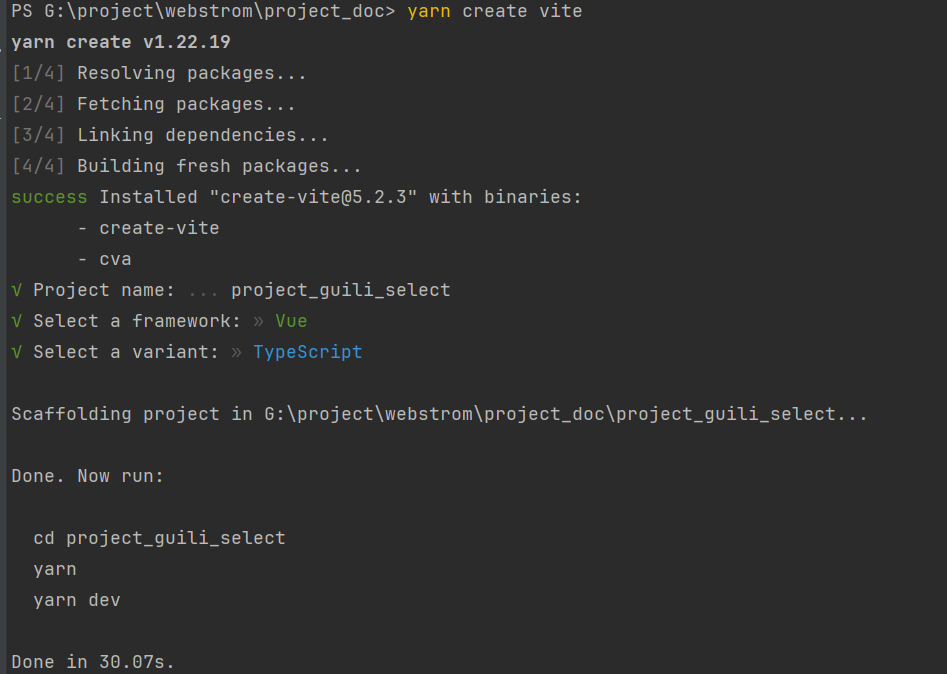 PS G:\project\webstrom\project_doc> yarn create vite
yarn create v1.22.19
[1/4] Resolving packages...
[2/4] Fetching packages...
[3/4] Linking dependencies...
[4/4] Building fresh packages...
success Installed "create-vite@5.2.3" with binaries:
      - create-vite
      - cva
√ Project name: ... project_guili_select
√ Select a framework: » Vue
√ Select a variant: » TypeScript
Scaffolding project in G:\project\webstrom\project_doc\project_guili_select...
Done. Now run:
  cd project_guili_select
  yarn
  yarn dev
Done in 30.07s.